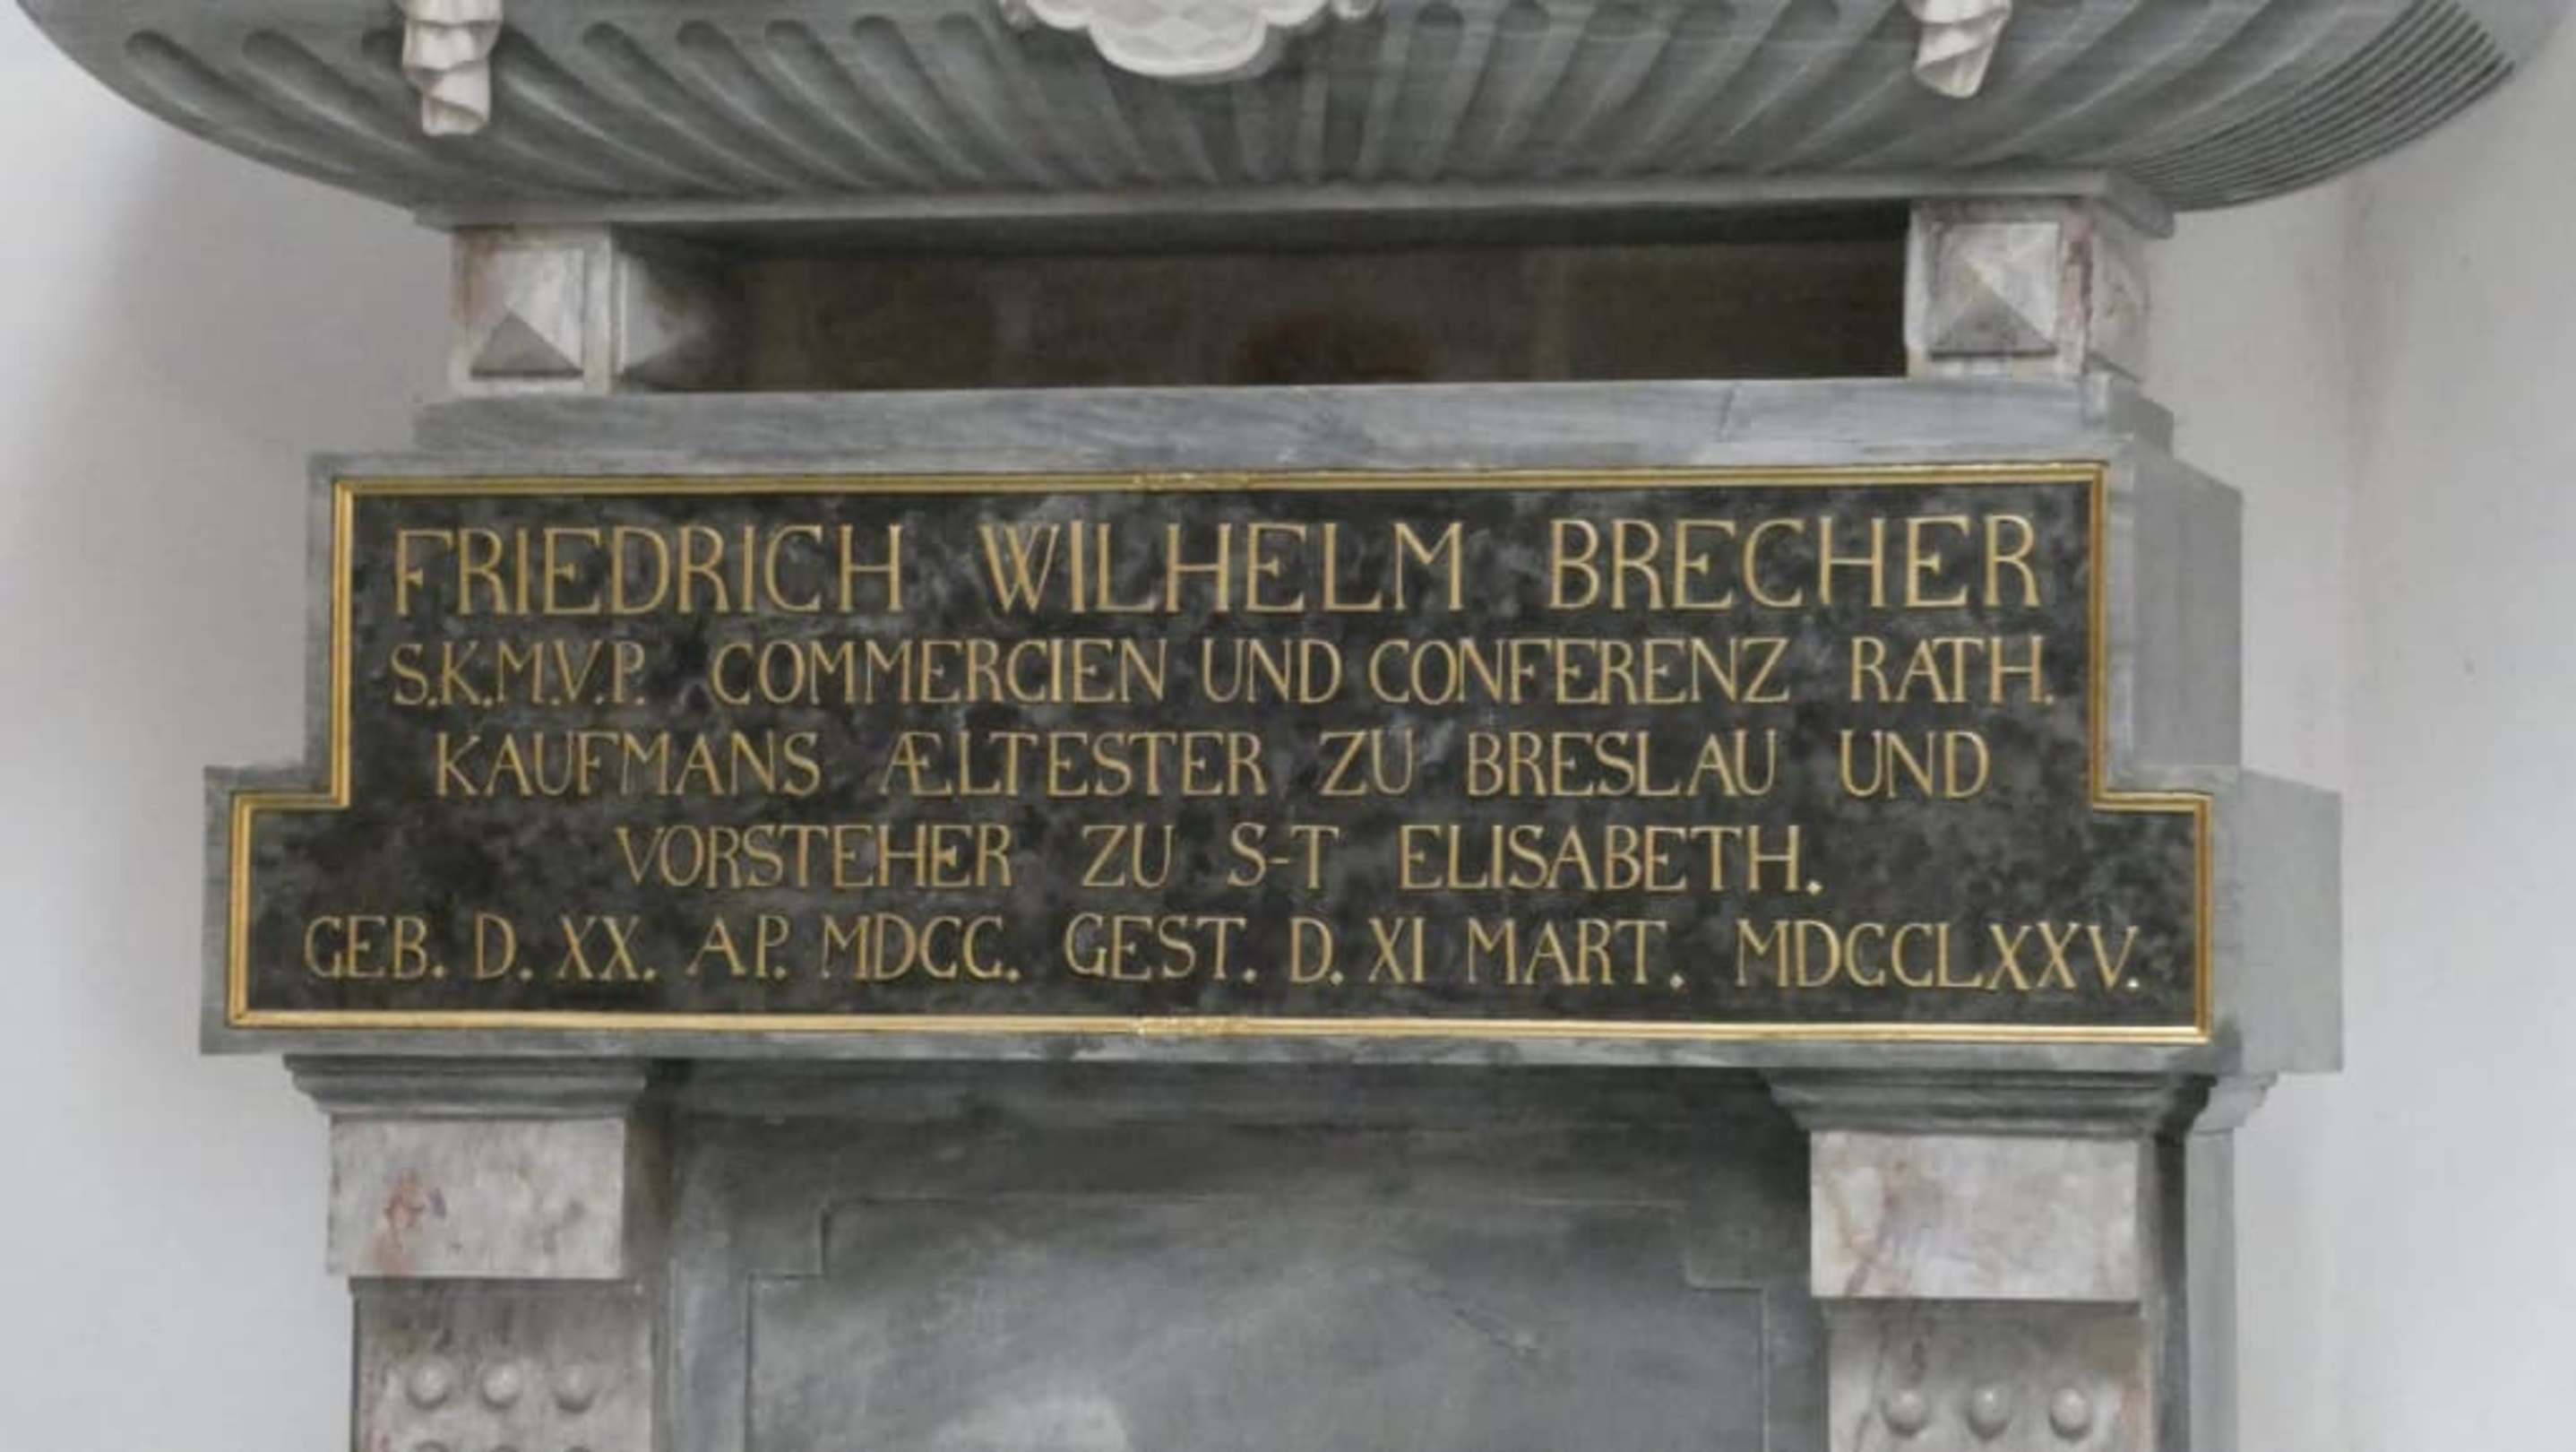 FRIEDRICH WILHELM BRECHER
S.K.M.V.P. COMMERCIEN UND CONFERENZ RATH.
KAUFMANS ÆLTESTER ZU BRESLAU UND
VORSTEHER ZU S-T ELISABETH.
GEB. D. XX. AP. MDCC. GEST. D. XI MART. MDCCLXXV.